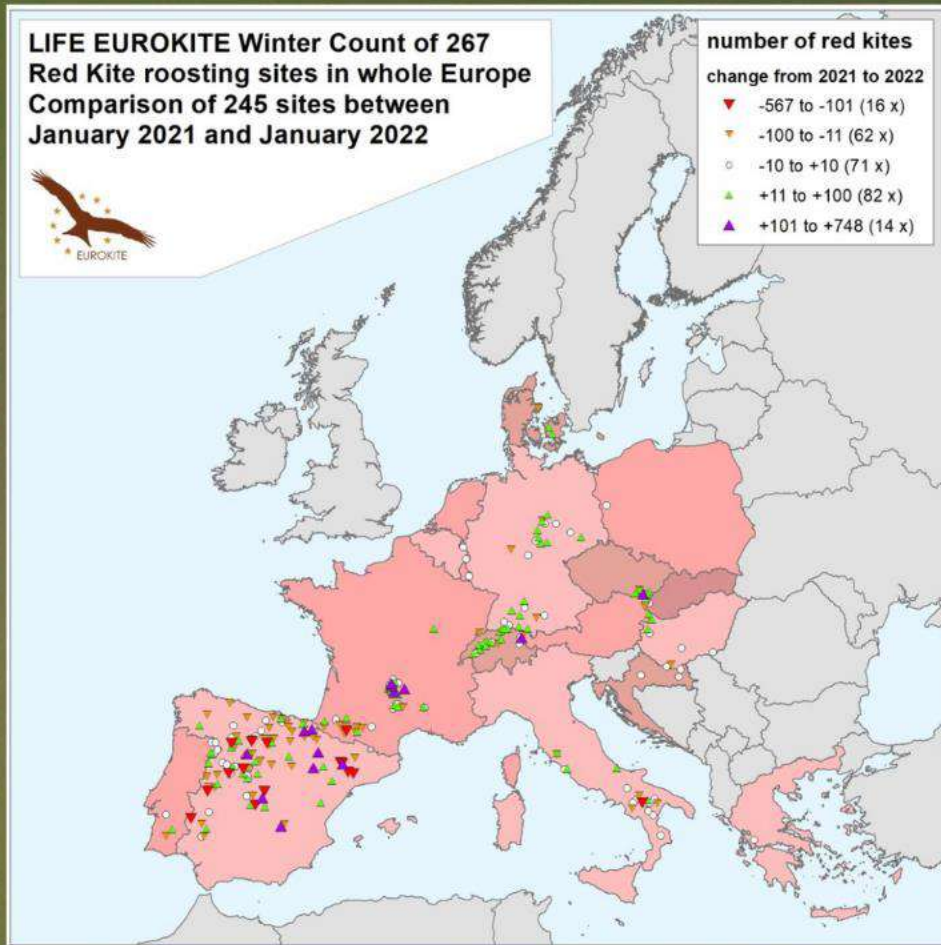 LIFE EUROKITE Winter Count of 267
Red Kite roosting sites in whole Europe
Comparison of 245 sites between
January 2021 and January 2022
EUROKITE
number of red kites
change from 2021 to 2022
-567 to -101 (16 x)
-100 to -11 (62 x)
-10 to +10 (71 x)
+11 to +100 (82 x)
+101 to +748 (14 x)